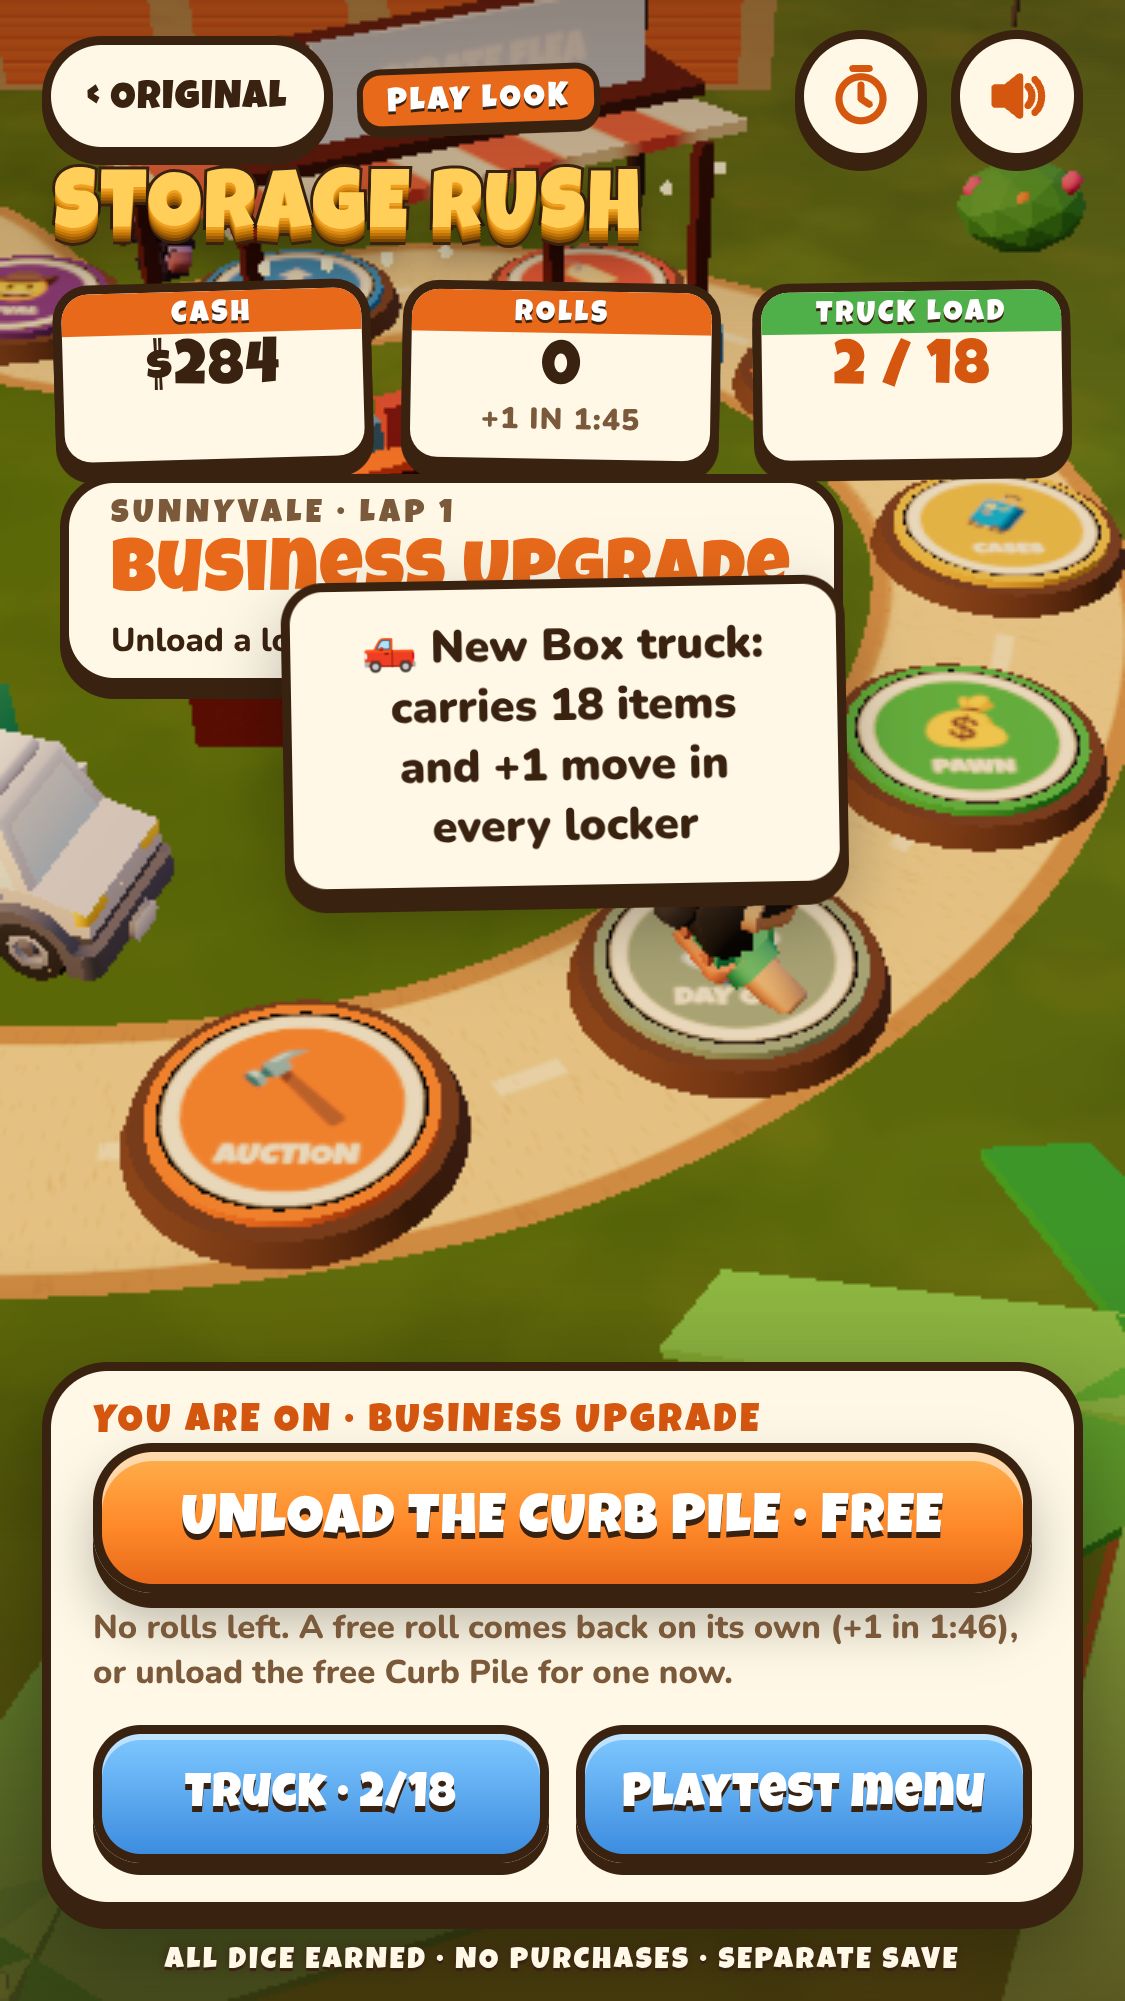 ‹ ORIGINAL
PLAY LOOK
STORAGE RUSH
CASH
$284
ROLLS
0
+1 IN 1:45
TRUCK LOAD
2 / 18
SUNNYVALE · LAP 1
BUSINESS UPGRADE
Unload a
CASES
New Box truck:
carries 18 items
and +1 move in
every locker
PAWN
DAY
AUCTION
YOU ARE ON · BUSINESS UPGRADE
UNLOAD THE CURB PILE · FREE
No rolls left. A free roll comes back on its own (+1 in 1:46),
or unload the free Curb Pile for one now.
TRUCK · 2/18
PLAYTEST MENU
ALL DICE EARNED · NO PURCHASES · SEPARATE SAVE